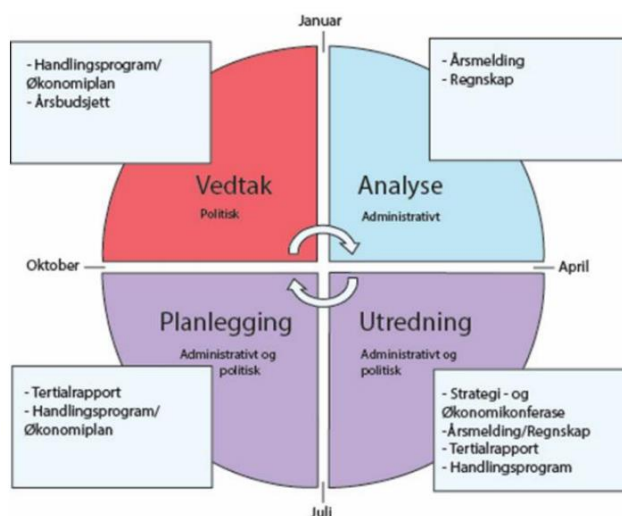 Januar
- Handlingsprogram/
Økonomiplan
- Årsbudsjett
- Årsmelding
- Regnskap
Vedtak
Politisk
Analyse
Administrativt
Oktober
April
Planlegging
Administrativt og
politisk
Utredning
Administrativt og
politisk
- Tertialrapport
- Handlingsprogram/
Økonomiplan
- Strategi - og
Økonomikonferase
-Årsmelding/Regnskap
- Tertialrapport
- Handlingsprogram
Juli